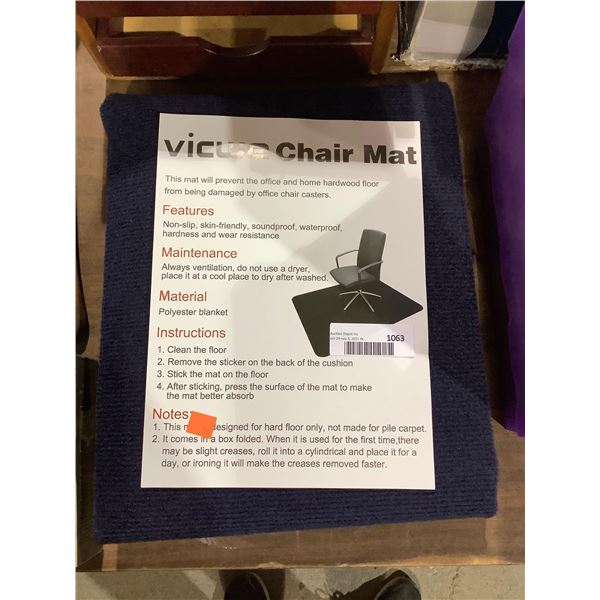 Chair Mat
This mat will prevent the office and home hardwood floor
from being damaged by office chair casters.
Features
Non-slip, skin-friendly, soundproof, waterproof,
hardness and wear resistance
Maintenance
Always ventilation, do not use a dryer,
place it at a cool place to dry after washed.
Material
Polyester blanket
1063
Instructions
1. Clean the floor
2. Remove the sticker on the back of the cushion
3. Stick the mat on the floor
4. After sticking, press the surface of the mat to make
the mat better absorb
Notes:
1. This designed for hard floor only, not made for pile carpet.
2. It comes in a box folded. When it is used for the first time,there
may be slight creases, roll it into a cylindrical and place it for a
day, or ironing it will make the creases removed faster.